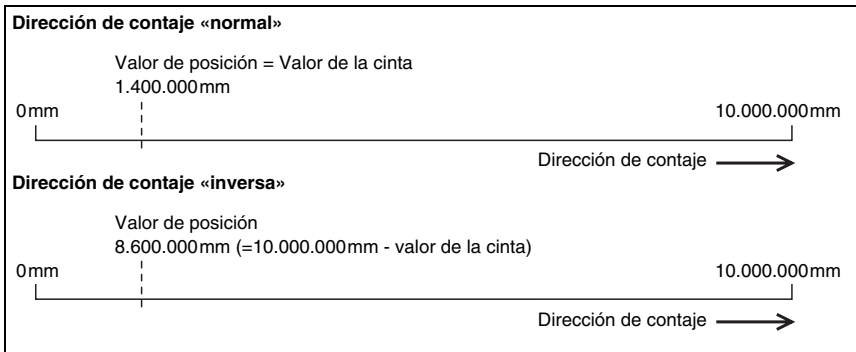 Dirección de contaje «normal»
Valor de posición = Valor de la cinta
1.400.000mm
0mm
10.000.000mm
Dirección de contaje
Dirección de contaje «inversa»
Valor de posición
8.600.000mm (=10.000.000mm - valor de la cinta)
0mm
10.000.000mm
Dirección de contaje